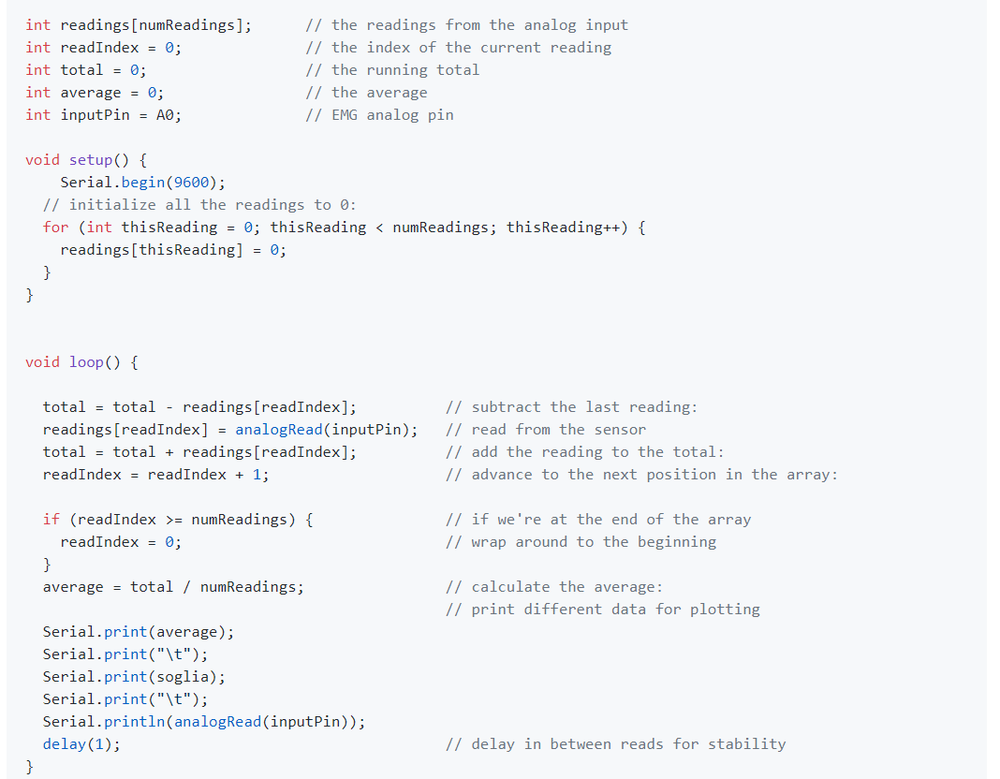 int readings[numReadings];      // the readings from the analog input
int readIndex = 0;              // the index of the current reading
int total = 0;                  // the running total
int average = 0;                // the average
int inputPin = A0;              // EMG analog pin
void setup() {
    Serial.begin(9600);
  // initialize all the readings to 0:
  for (int thisReading = 0; thisReading < numReadings; thisReading++) {
    readings[thisReading] = 0;
  }
}
void loop() {
  total = total - readings[readIndex];          // subtract the last reading:
  readings[readIndex] = analogRead(inputPin);   // read from the sensor
  total = total + readings[readIndex];          // add the reading to the total:
  readIndex = readIndex + 1;                    // advance to the next position in the array:
  if (readIndex >= numReadings) {               // if we're at the end of the array
    readIndex = 0;                              // wrap around to the beginning
  }
  average = total / numReadings;                // calculate the average:
                                                // print different data for plotting
  Serial.print(average);
  Serial.print("\t");
  Serial.print(soglia);
  Serial.print("\t");
  Serial.println(analogRead(inputPin));
  delay(1);                                     // delay in between reads for stability
}